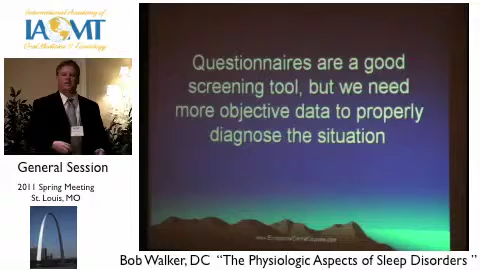 International Academy of
IAOMT
Oral Medicine & Toxicology
General Session
2011 Spring Meeting
St. Louis, MO
Questionnaires are a good
screening tool, but we need
more objective data to properly
diagnose the situation
Bob Walker, DC "The Physiologic Aspects of Sleep Disorders "